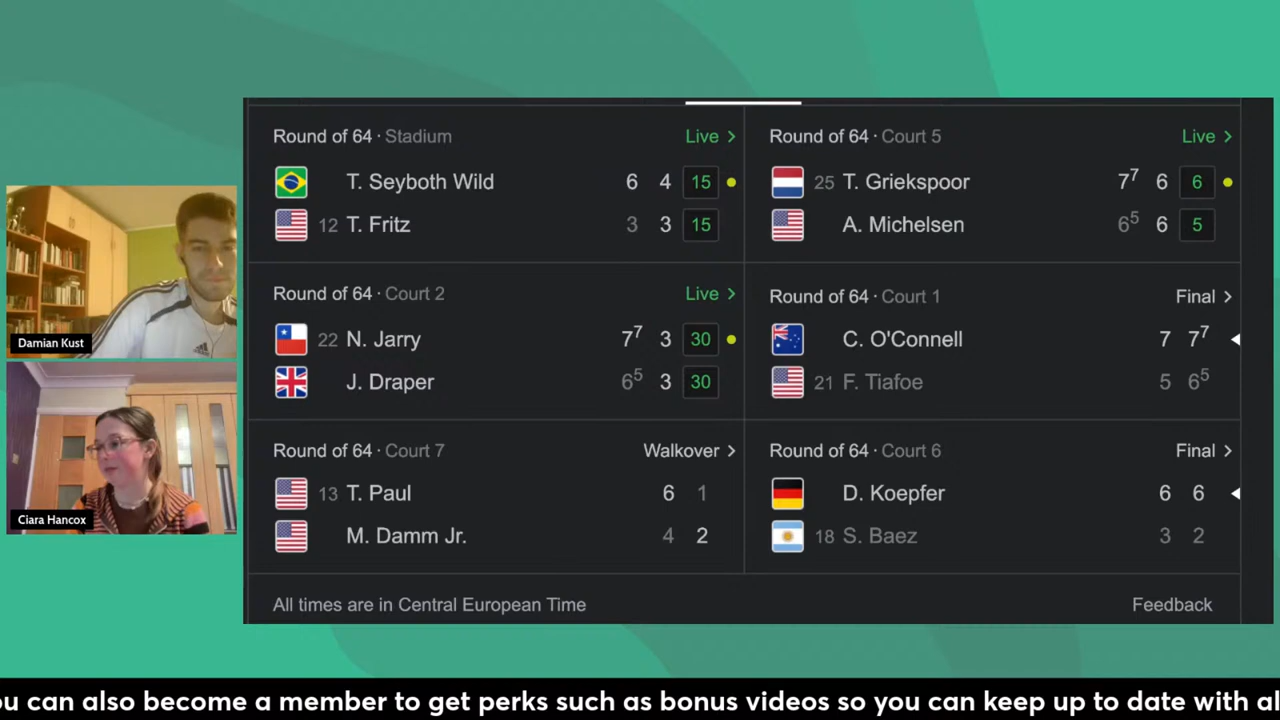 Damian Kust
Ciara Hancox
Round of 64 · Stadium Live
T. Seyboth Wild 6 4 15
12 T. Fritz 3 3 15
Round of 64 · Court 5 Live
25 T. Griekspoor 7⁷ 6 6
A. Michelsen 6⁵ 6 5
Round of 64 · Court 2 Live
22 N. Jarry 7⁷ 3 30
J. Draper 6⁵ 3 30
Round of 64 · Court 1 Final
C. O'Connell 7 7⁷
21 F. Tiafoe 5 6⁵
Round of 64 · Court 7 Walkover
13 T. Paul 6 1
M. Damm Jr. 4 2
Round of 64 · Court 6 Final
D. Koepfer 6 6
18 S. Baez 3 2
All times are in Central European Time Feedback
ou can also become a member to get perks such as bonus videos so you can keep up to date with al